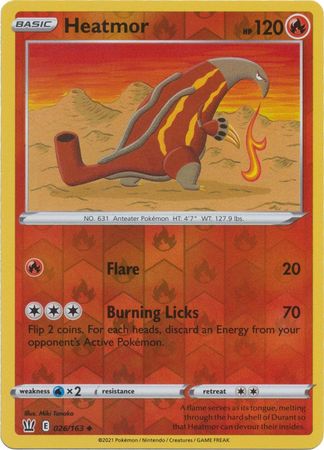 BASIC Heatmor HP 120
NO. 631 Anteater Pokémon HT: 4'7" WT: 127.9 lbs.
Flare 20
Burning Licks 70
Flip 2 coins. For each heads, discard an Energy from your
opponent's Active Pokémon.
weakness ×2 resistance retreat
Illus. Miki Tanaka
E 026/163
A flame serves as its tongue, melting
through the hard shell of Durant so
that Heatmor can devour their insides.
©2021 Pokémon / Nintendo / Creatures / GAME FREAK